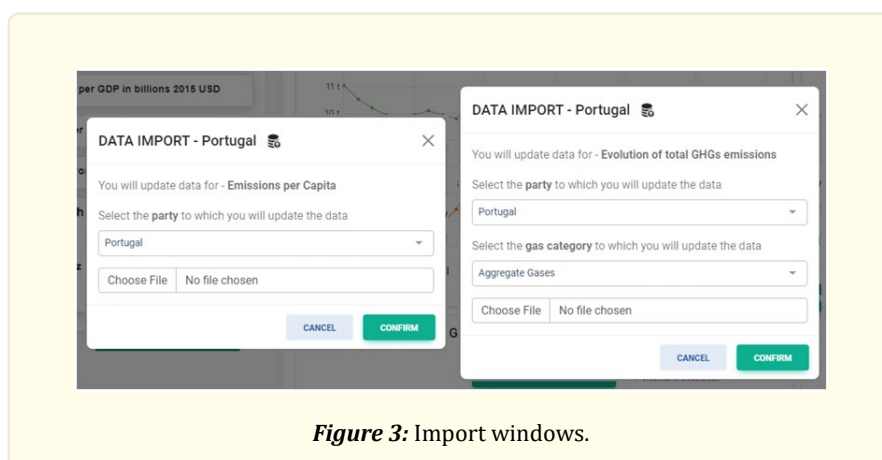 per GDP in billions 2015 USD
11 t
10 t
DATA IMPORT - Portugal
You will update data for - Emissions per Capita
Select the party to which you will update the data
Portugal
Choose File No file chosen
CANCEL CONFIRM
DATA IMPORT - Portugal
You will update data for - Evolution of total GHGs emissions
Select the party to which you will update the data
Portugal
Select the gas category to which you will update the data
Aggregate Gases
Choose File No file chosen
CANCEL CONFIRM
G
Figure 3: Import windows.